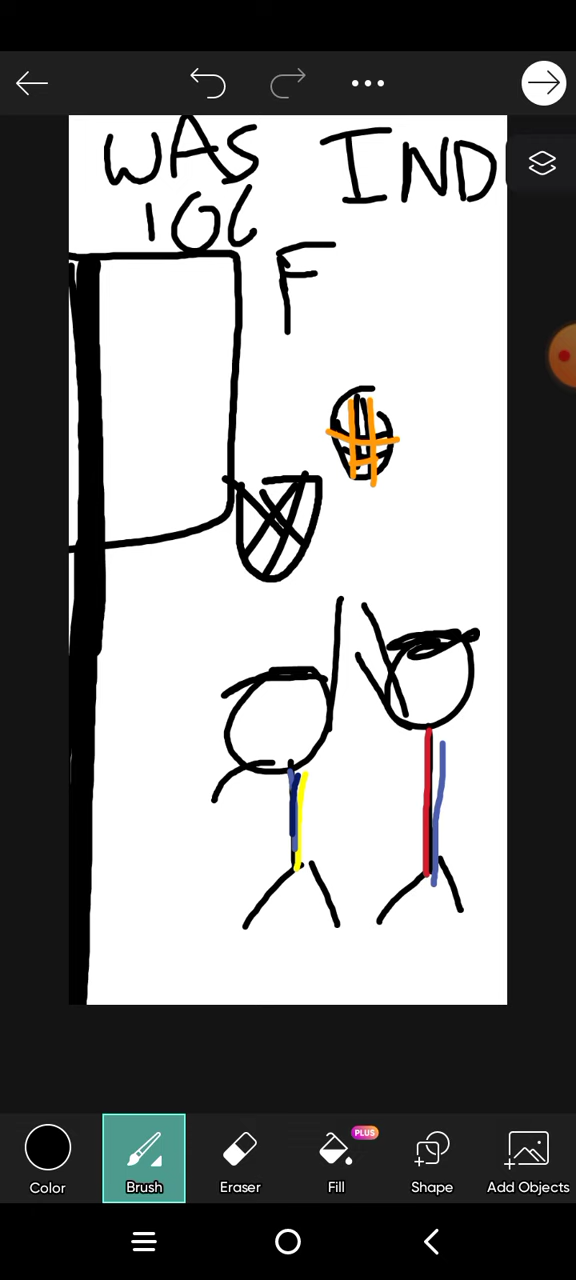 WAS IND
106
F
Color
Brush
Eraser
PLUS
Fill
Shape
Add Objects